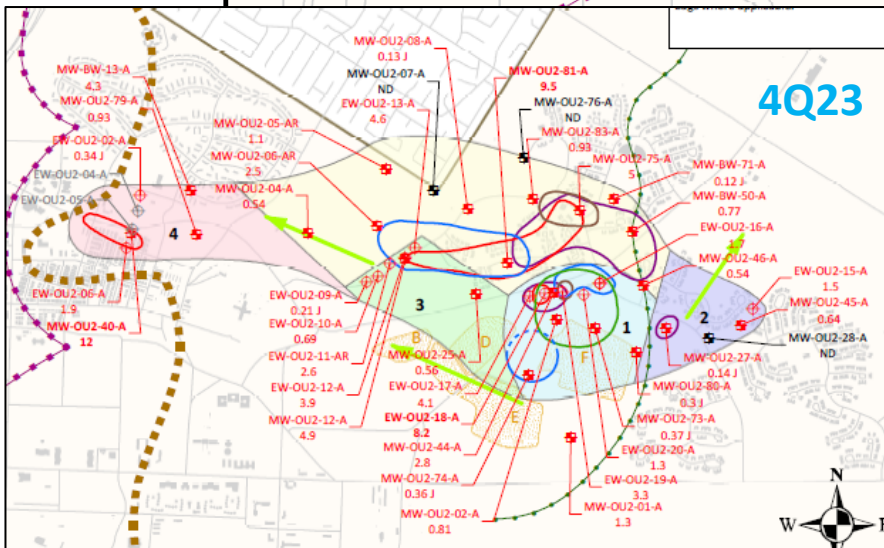 4Q23
MW-OU2-08-A
0.13 J
MW-OU2-07-A
ND
EW-OU2-13-A
4.6
MW-OU2-81-A
9.5
MW-OU2-76-A
ND
MW-OU2-83-A
0.93
MW-OU2-75-A
5
MW-BW-71-A
0.12 J
MW-BW-50-A
0.77
EW-OU2-16-A
1.7
MW-OU2-46-A
0.54
EW-OU2-15-A
1.5
MW-OU2-45-A
0.64
MW-OU2-28-A
ND
MW-BW-13-A
4.3
MW-OU2-79-A
0.93
EW-OU2-02-A
0.34 J
EW-OU2-04-A
EW-OU2-05-A
MW-OU2-05-AR
1.1
MW-OU2-06-AR
2.5
MW-OU2-04-A
0.54
4
3
1
2
EW-OU2-06-A
1.9
MW-OU2-40-A
12
EW-OU2-09-A
0.21 J
EW-OU2-10-A
0.69
EW-OU2-11-AR
2.6
EW-OU2-12-A
3.9
MW-OU2-12-A
4.9
B
D
E
F
MW-OU2-25-A
0.56
EW-OU2-17-A
4.1
EW-OU2-18-A
8.2
MW-OU2-44-A
2.8
MW-OU2-74-A
0.36 J
MW-OU2-02-A
0.81
MW-OU2-27-A
0.14 J
MW-OU2-80-A
0.3 J
MW-OU2-73-A
0.37 J
EW-OU2-20-A
1.3
EW-OU2-19-A
3.3
MW-OU2-01-A
1.3
N
W